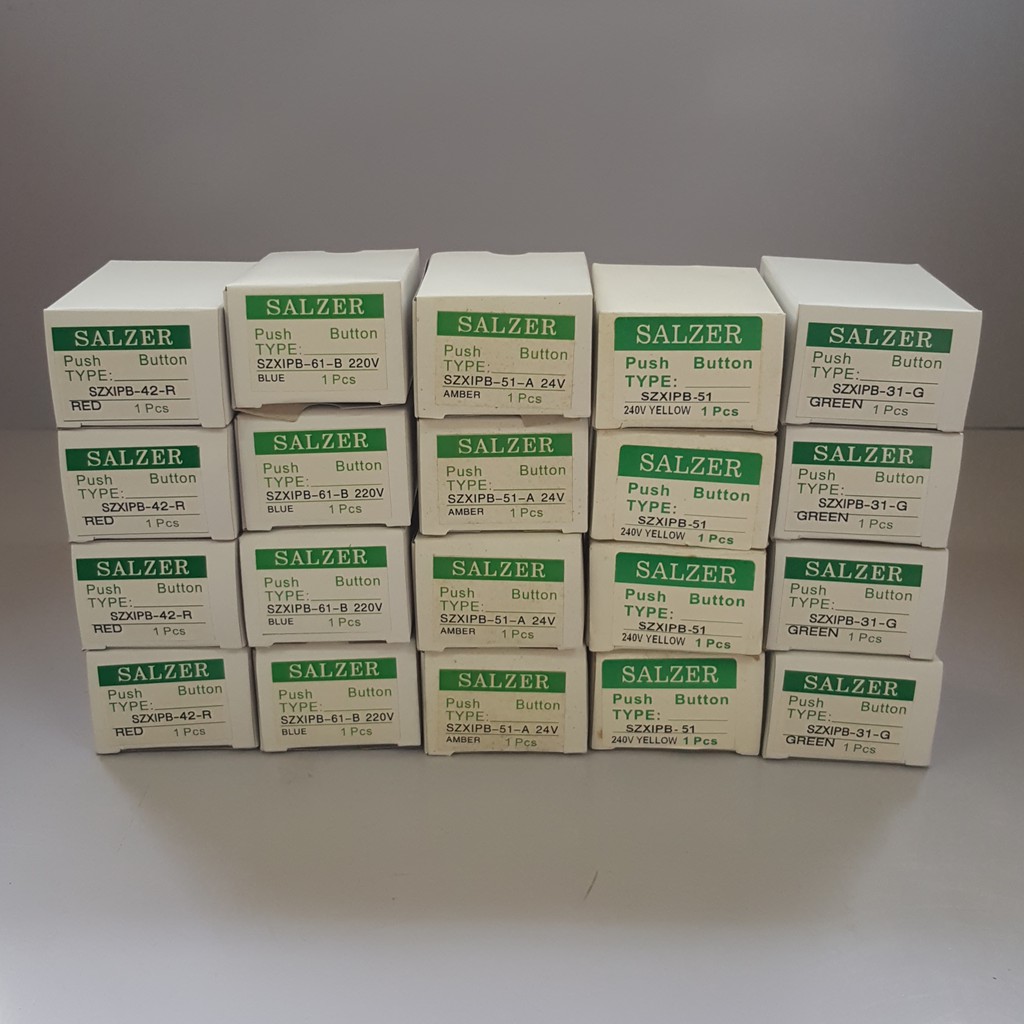 SALZER
Push Button
TYPE:
SZXIPB-42-R
RED 1 Pcs
SALZER
Push Button
TYPE:
SZXIPB-61-B 220V
BLUE 1 Pcs
SALZER
Push Button
TYPE:
SZXIPB-51-A 24V
AMBER 1 Pcs
SALZER
Push Button
TYPE:
SZXIPB-51
240V YELLOW 1 Pcs
SALZER
Push Button
TYPE:
SZXIPB-31-G
GREEN 1 Pcs
SALZER
Push Button
TYPE:
SZXIPB-42-R
RED 1 Pcs
SALZER
Push Button
TYPE:
SZXIPB-61-B 220V
BLUE 1 Pcs
SALZER
Push Button
TYPE:
SZXIPB-51-A 24V
AMBER 1 Pcs
SALZER
Push Button
TYPE:
SZXIPB-51
240V YELLOW 1 Pcs
SALZER
Push Button
TYPE:
SZXIPB-31-G
GREEN 1 Pcs
SALZER
Push Button
TYPE:
SZXIPB-42-R
RED 1 Pcs
SALZER
Push Button
TYPE:
SZXIPB-61-B 220V
BLUE 1 Pcs
SALZER
Push Button
TYPE:
SZXIPB-51-A 24V
AMBER 1 Pcs
SALZER
Push Button
TYPE:
SZXIPB-51
240V YELLOW 1 Pcs
SALZER
Push Button
TYPE:
SZXIPB-31-G
GREEN 1 Pcs
SALZER
Push Button
TYPE:
SZXIPB-42-R
RED 1 Pcs
SALZER
Push Button
TYPE:
SZXIPB-61-B 220V
BLUE 1 Pcs
SALZER
Push Button
TYPE:
SZXIPB-51-A 24V
AMBER 1 Pcs
SALZER
Push Button
TYPE:
SZXIPB-51
240V YELLOW 1 Pcs
SALZER
Push Button
TYPE:
SZXIPB-31-G
GREEN 1 Pcs